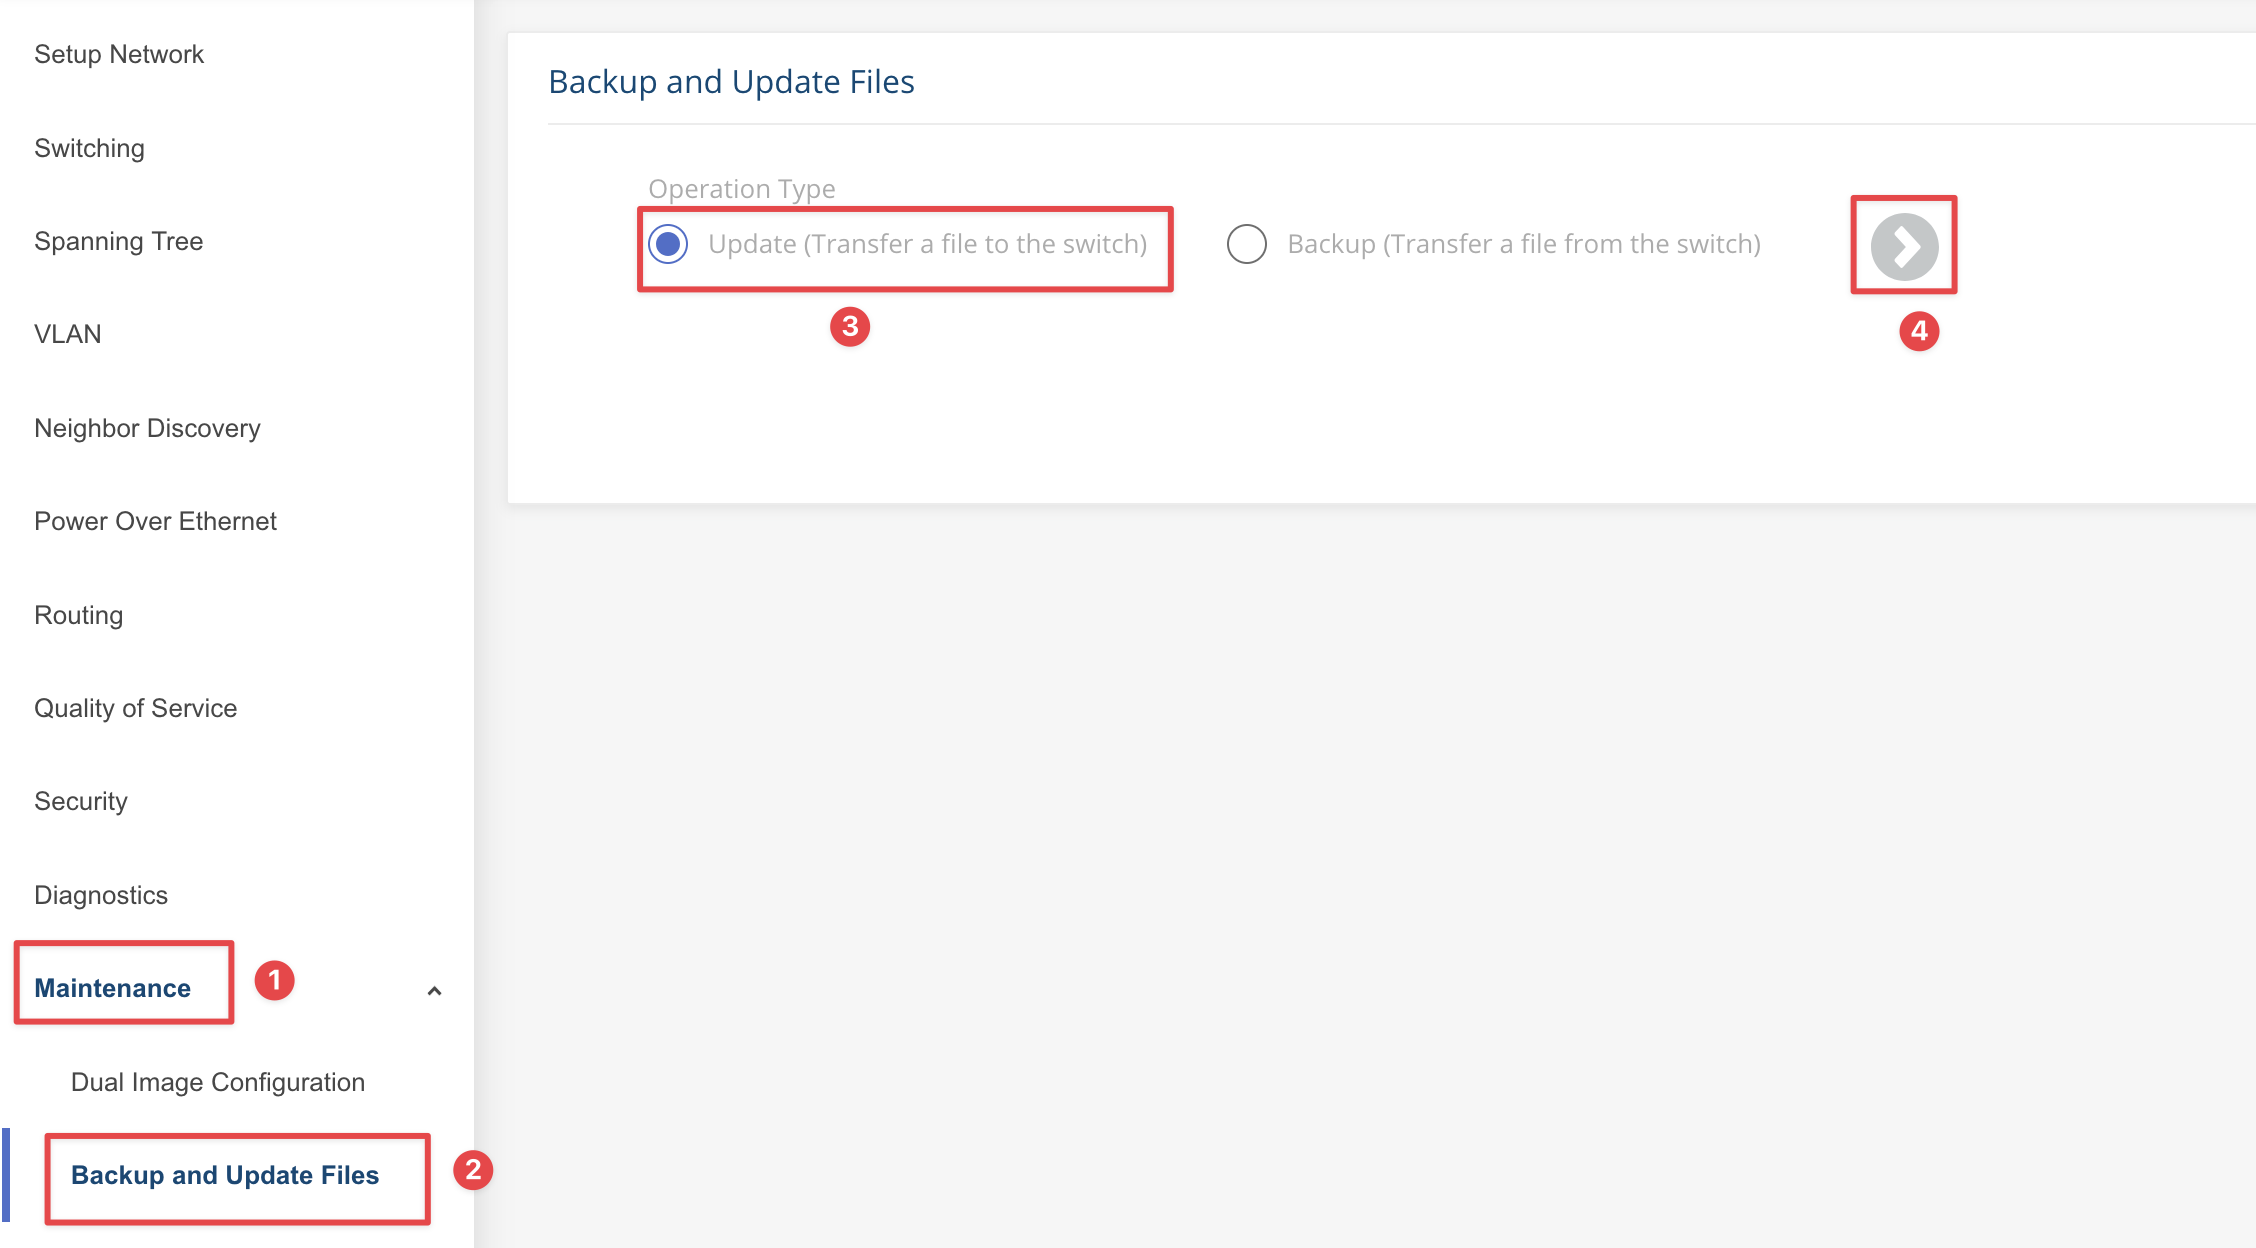 Setup Network
Switching
Spanning Tree
VLAN
Neighbor Discovery
Power Over Ethernet
Routing
Quality of Service
Security
Diagnostics
Maintenance 1
Dual Image Configuration
Backup and Update Files 2
Backup and Update Files
Operation Type
Update (Transfer a file to the switch) Backup (Transfer a file from the switch)
3 4